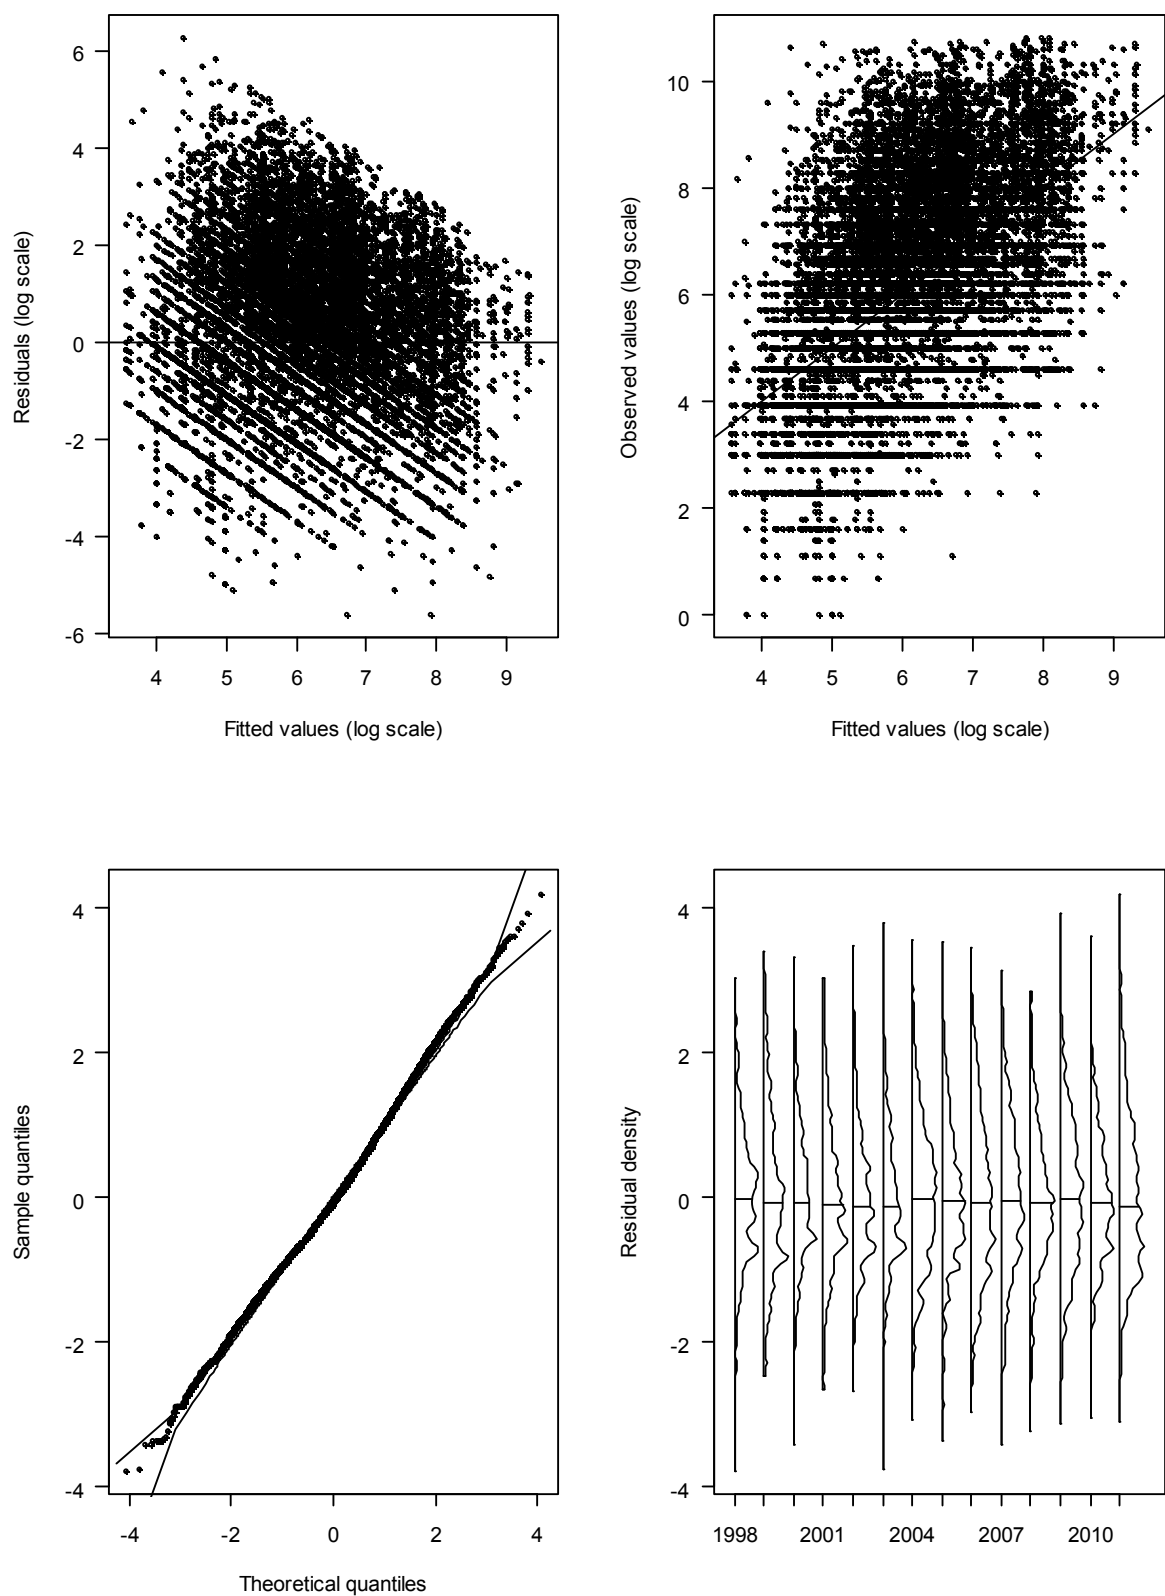 6
4
2
0
-2
-4
-6
Residuals (log scale)
4 5 6 7 8 9
Fitted values (log scale)
10
8
6
4
2
0
Observed values (log scale)
4 5 6 7 8 9
Fitted values (log scale)
4
2
0
-2
-4
Sample quantiles
-4 -2 0 2 4
Theoretical quantiles
4
2
0
-2
-4
Residual density
1998 2001 2004 2007 2010